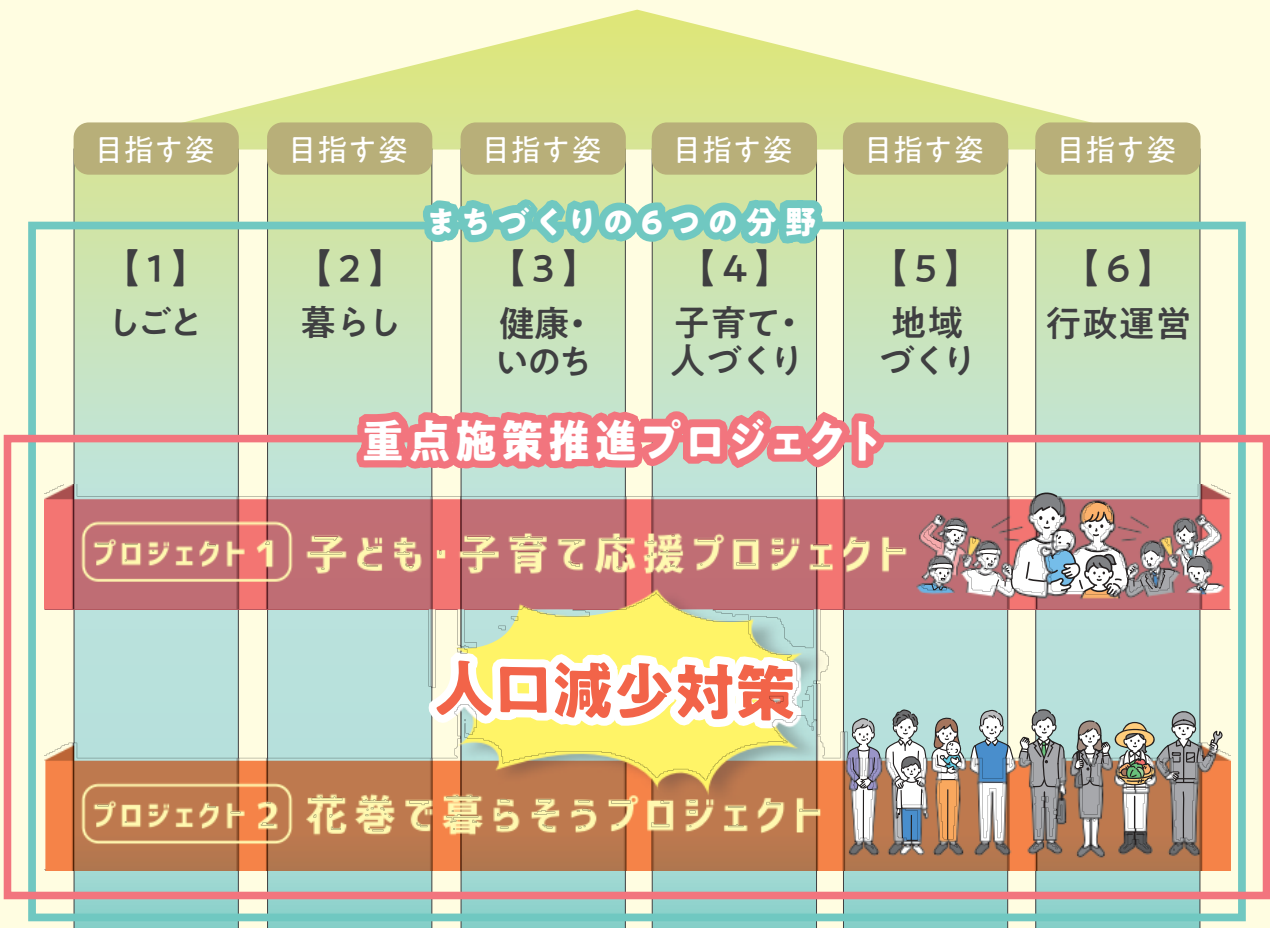 目指す姿
目指す姿
目指す姿
目指す姿
目指す姿
目指す姿
まちづくりの6つの分野
【1】
しごと
【2】
暮らし
【3】
健康・
いのち
【4】
子育て・
人づくり
【5】
地域
づくり
【6】
行政運営
重点施策推進プロジェクト
プロジェクト1 子ども・子育て応援プロジェクト
人口減少対策
プロジェクト2 花巻で暮らそうプロジェクト